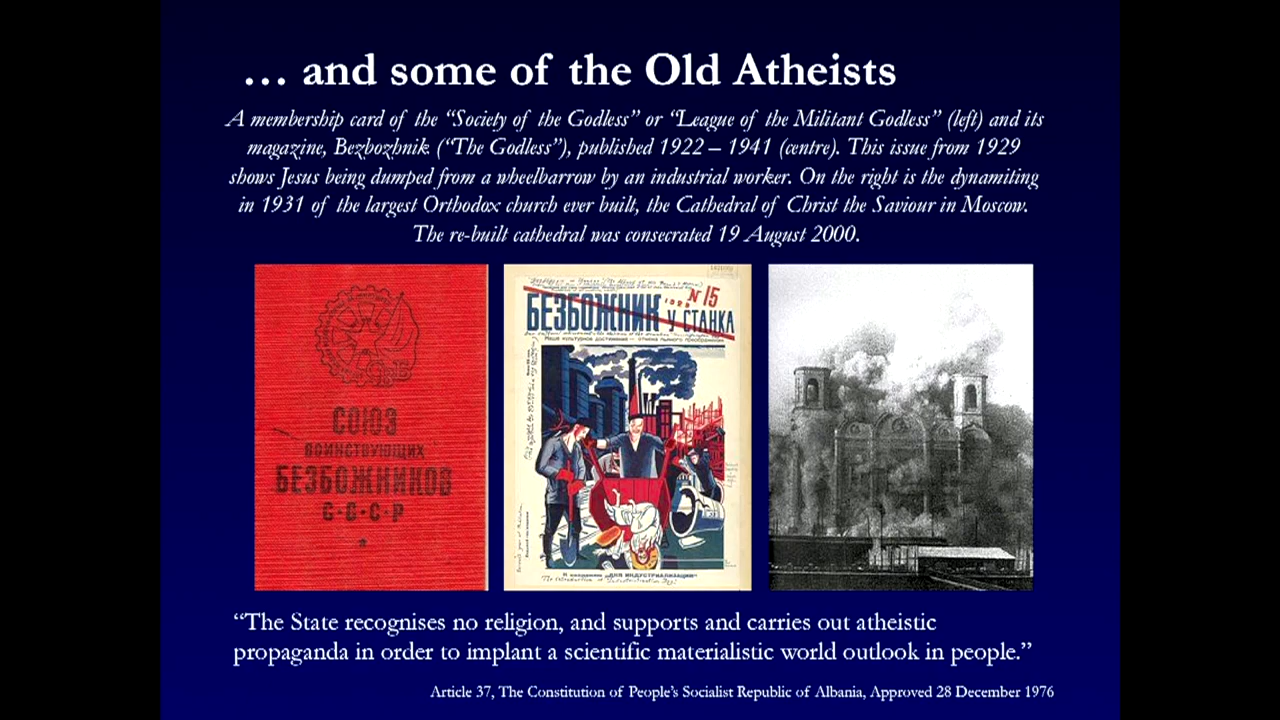 … and some of the Old Atheists
A membership card of the “Society of the Godless” or “League of the Militant Godless” (left) and its
magazine, Bezbozhnik (“The Godless”), published 1922 – 1941 (centre). This issue from 1929
shows Jesus being dumped from a wheelbarrow by an industrial worker. On the right is the dynamiting
in 1931 of the largest Orthodox church ever built, the Cathedral of Christ the Saviour in Moscow.
The re-built cathedral was consecrated 19 August 2000.
СОЮЗ
ВОИНСТВУЮЩИХ
БЕЗБОЖНИКОВ
С·С·С·Р
БЕЗБОЖНИК
у СТАНКА
1929 N 15
“The State recognises no religion, and supports and carries out atheistic
propaganda in order to implant a scientific materialistic world outlook in people.”
Article 37, The Constitution of People’s Socialist Republic of Albania, Approved 28 December 1976